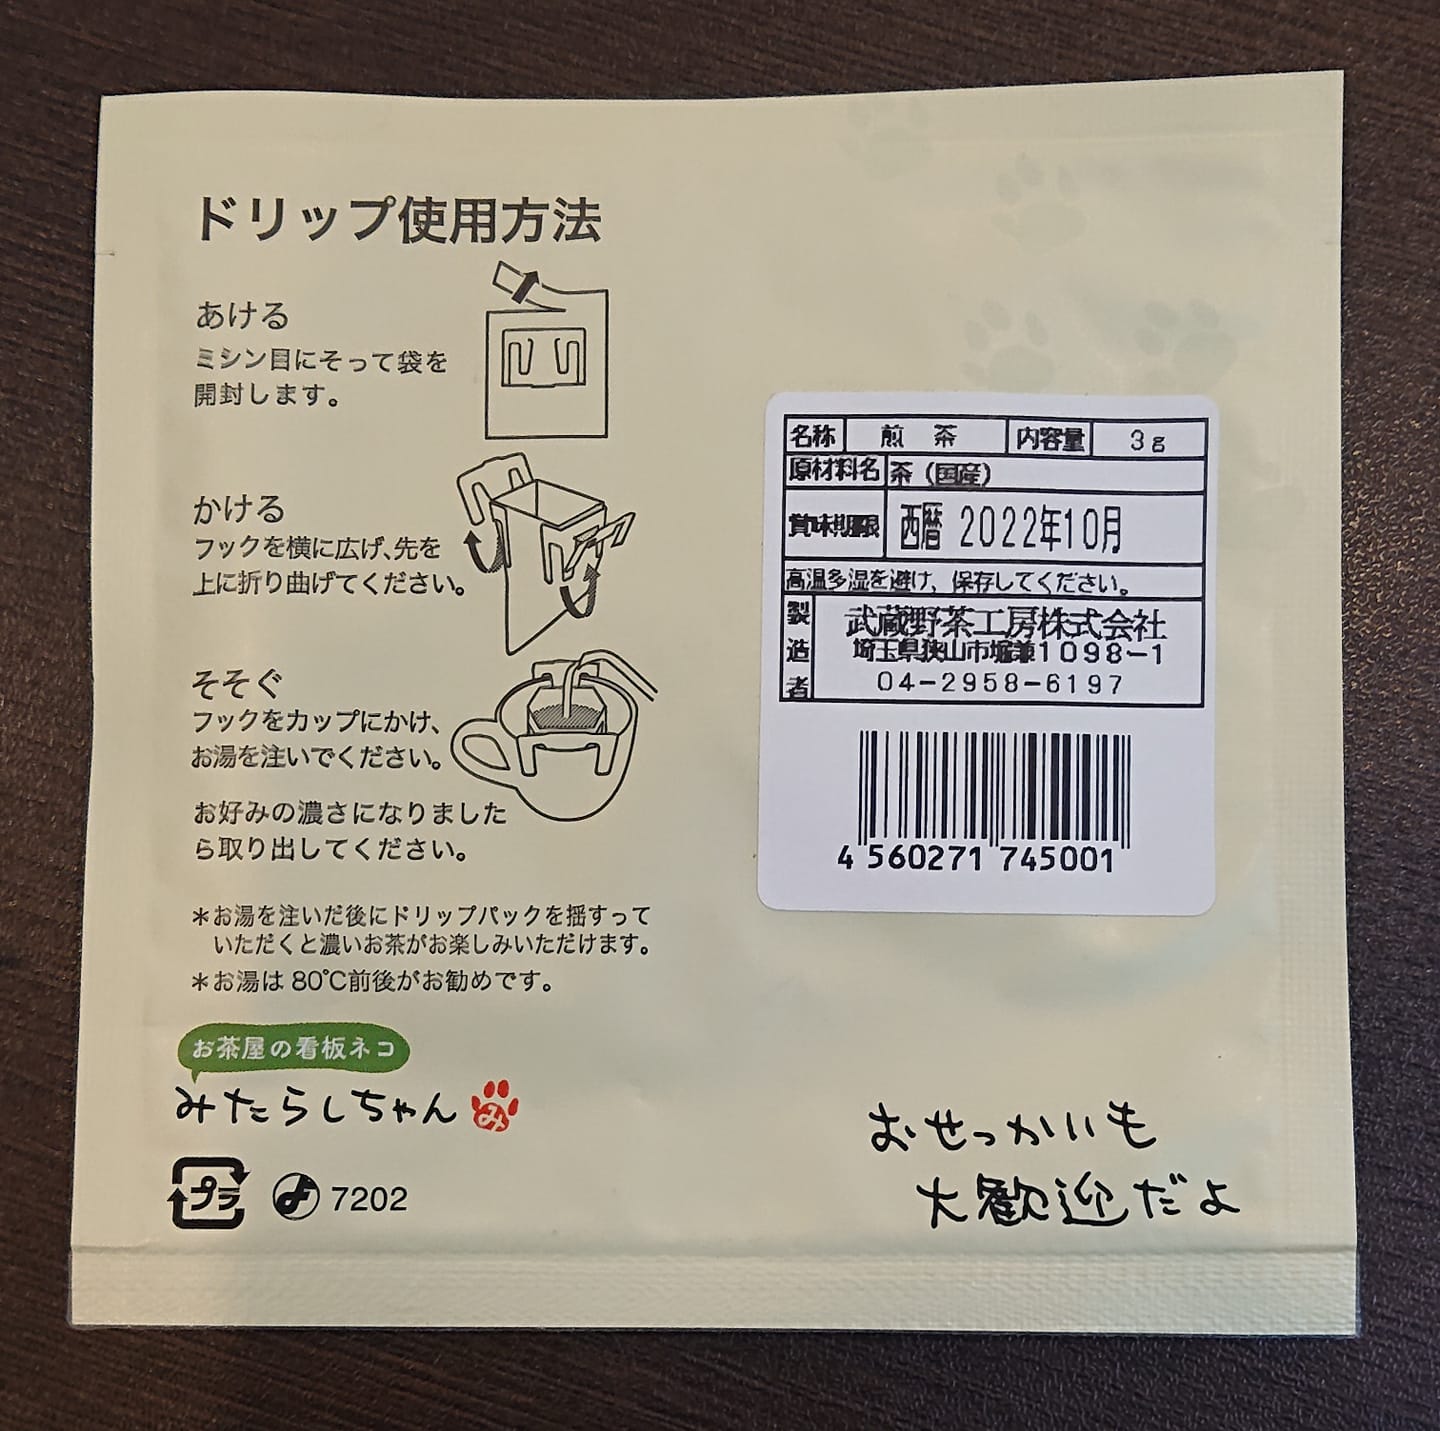 ドリップ使用方法
あける
ミシン目にそって袋を
開封します。
かける
フックを横に広げ、先を
上に折り曲げてください。
そそぐ
フックをカップにかけ、
お湯を注いでください。
お好みの濃さになりました
ら取り出してください。
＊お湯を注いだ後にドリップパックを揺すって
いただくと濃いお茶がお楽しみいただけます。
＊お湯は80℃前後がお勧めです。
お茶屋の看板ネコ
みたらしちゃん み
プラ 7202
名称 煎茶 内容量 3g
原材料名 茶（国産）
賞味期限 西暦 2022年10月
高温多湿を避け、保存してください。
製造者 武蔵野茶工房株式会社
埼玉県狭山市堀兼1098-1
04-2958-6197
4 560271 745001
おせっかいも
大歓迎だよ